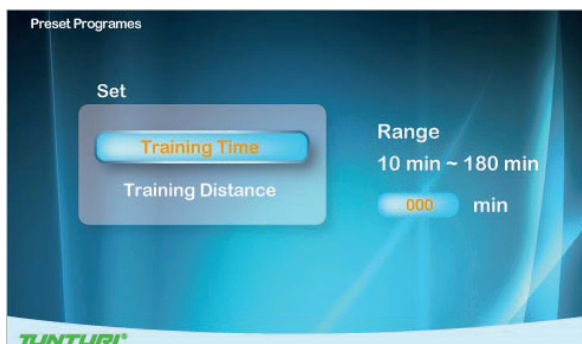 Preset Programes
Set
Training Time
Training Distance
Range
10 min ~ 180 min
000 min
TUNTURI®